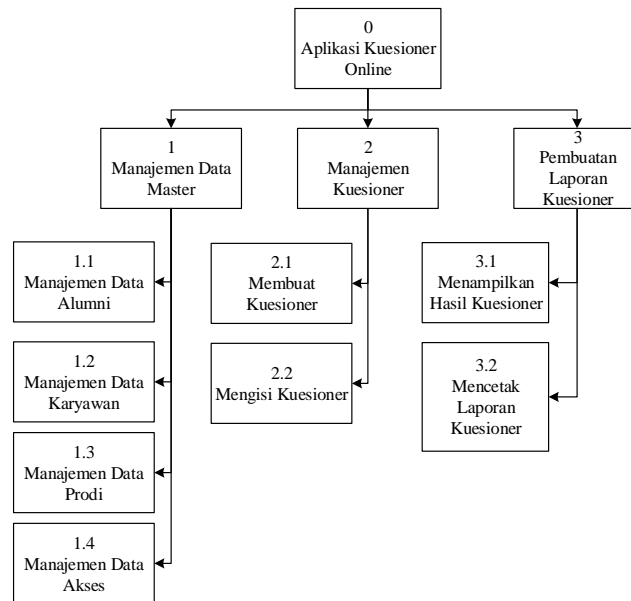 0
Aplikasi Kuesioner
Online
1
Manajemen Data
Master
2
Manajemen
Kuesioner
3
Pembuatan
Laporan
Kuesioner
1.1
Manajemen Data
Alumni
1.2
Manajemen Data
Karyawan
1.3
Manajemen Data
Prodi
1.4
Manajemen Data
Akses
2.1
Membuat
Kuesioner
2.2
Mengisi Kuesioner
3.1
Menampilkan
Hasil Kuesioner
3.2
Mencetak
Laporan
Kuesioner